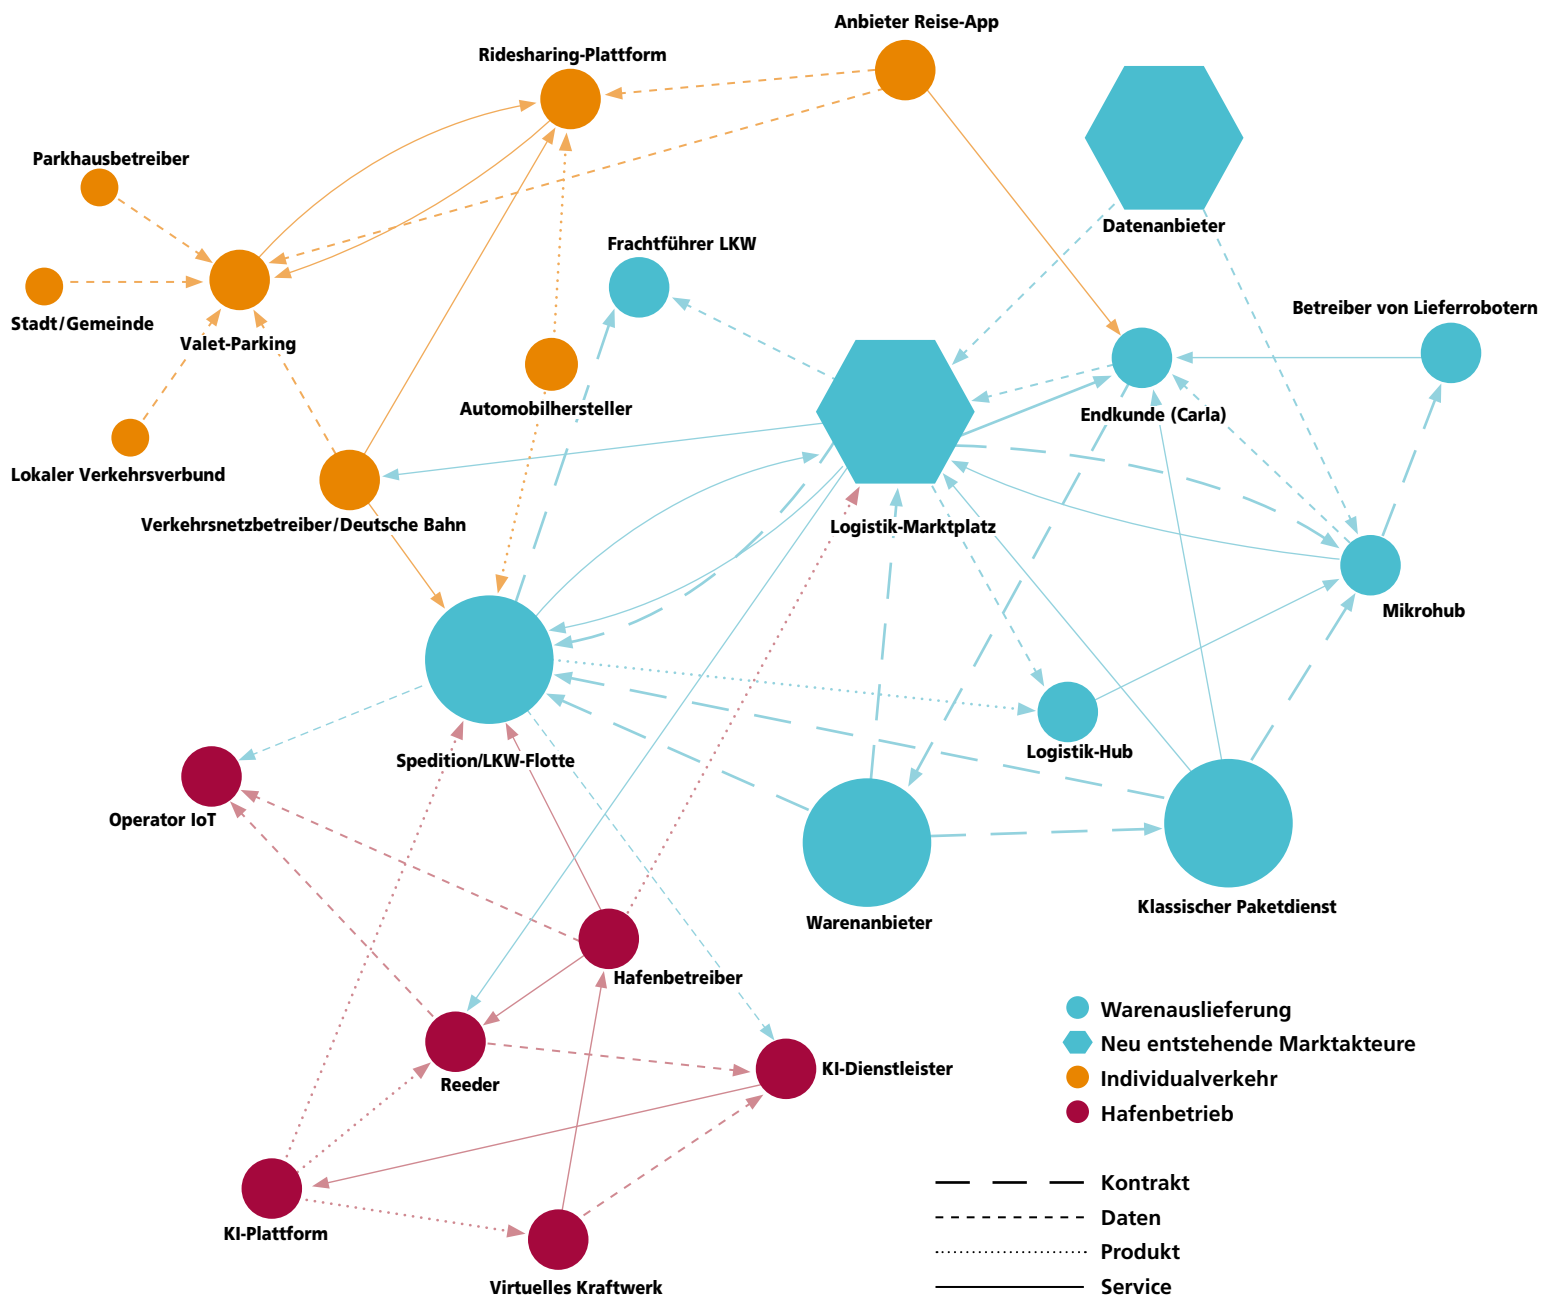 Anbieter Reise-App
Ridesharing-Plattform
Parkhausbetreiber
Datenanbieter
Frachtführer LKW
Betreiber von Lieferrobotern
Stadt/Gemeinde
Valet-Parking
Automobilhersteller
Endkunde (Carla)
Lokaler Verkehrsverbund
Verkehrsnetzbetreiber/Deutsche Bahn
Logistik-Marktplatz
Mikrohub
Logistik-Hub
Spedition/LKW-Flotte
Operator IoT
Klassischer Paketdienst
Warenanbieter
Hafenbetreiber
Reeder
KI-Dienstleister
KI-Plattform
Virtuelles Kraftwerk
Warenauslieferung
Neu entstehende Marktakteure
Individualverkehr
Hafenbetrieb
Kontrakt
Daten
Produkt
Service